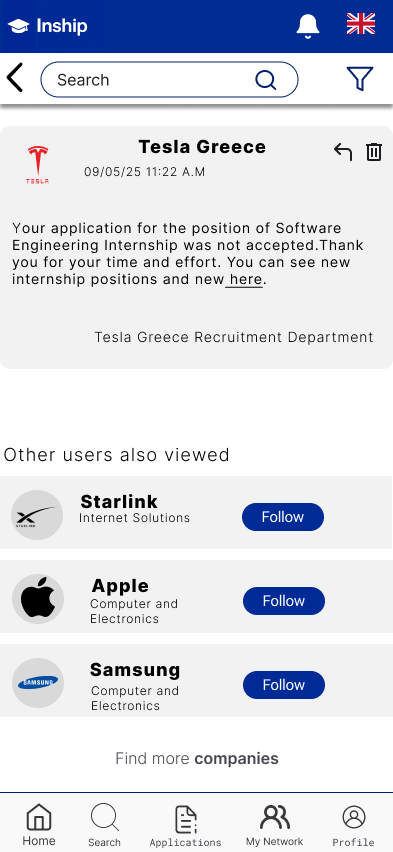 Inship
Search
Tesla Greece
TESLA
09/05/25 11:22 A.M
Your application for the position of Software
Engineering Internship was not accepted.Thank
you for your time and effort. You can see new
internship positions and new here.
Tesla Greece Recruitment Department
Other users also viewed
Starlink
STARLINK
Internet Solutions
Follow
Apple
Computer and
Electronics
Follow
Samsung
SAMSUNG
Computer and
Electronics
Follow
Find more companies
Home
Search
Applications
My Network
Profile